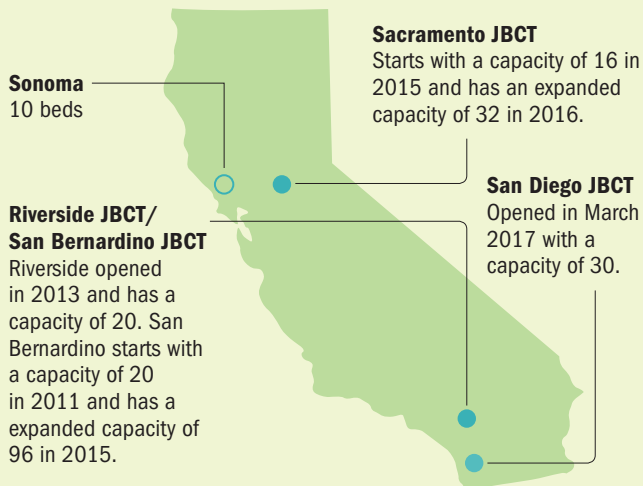 Sonoma
10 beds
Sacramento JBCT
Starts with a capacity of 16 in
2015 and has an expanded
capacity of 32 in 2016.
Riverside JBCT/
San Bernardino JBCT
Riverside opened
in 2013 and has a
capacity of 20. San
Bernardino starts with
a capacity of 20
in 2011 and has a
expanded capacity of
96 in 2015.
San Diego JBCT
Opened in March
2017 with a
capacity of 30.